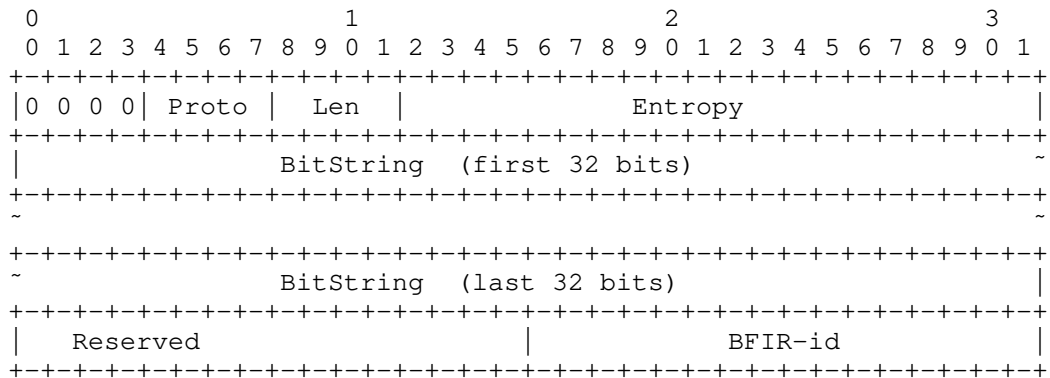 0                   1                   2                   3
 0 1 2 3 4 5 6 7 8 9 0 1 2 3 4 5 6 7 8 9 0 1 2 3 4 5 6 7 8 9 0 1
+-+-+-+-+-+-+-+-+-+-+-+-+-+-+-+-+-+-+-+-+-+-+-+-+-+-+-+-+-+-+-+-+
|0 0 0 0| Proto |  Len  |              Entropy                  |
+-+-+-+-+-+-+-+-+-+-+-+-+-+-+-+-+-+-+-+-+-+-+-+-+-+-+-+-+-+-+-+-+
|                BitString  (first 32 bits)                     ~
+-+-+-+-+-+-+-+-+-+-+-+-+-+-+-+-+-+-+-+-+-+-+-+-+-+-+-+-+-+-+-+-+
~                                                               ~
+-+-+-+-+-+-+-+-+-+-+-+-+-+-+-+-+-+-+-+-+-+-+-+-+-+-+-+-+-+-+-+-+
~                BitString  (last 32 bits)                      |
+-+-+-+-+-+-+-+-+-+-+-+-+-+-+-+-+-+-+-+-+-+-+-+-+-+-+-+-+-+-+-+-+
|   Reserved                    |            BFIR-id            |
+-+-+-+-+-+-+-+-+-+-+-+-+-+-+-+-+-+-+-+-+-+-+-+-+-+-+-+-+-+-+-+-+